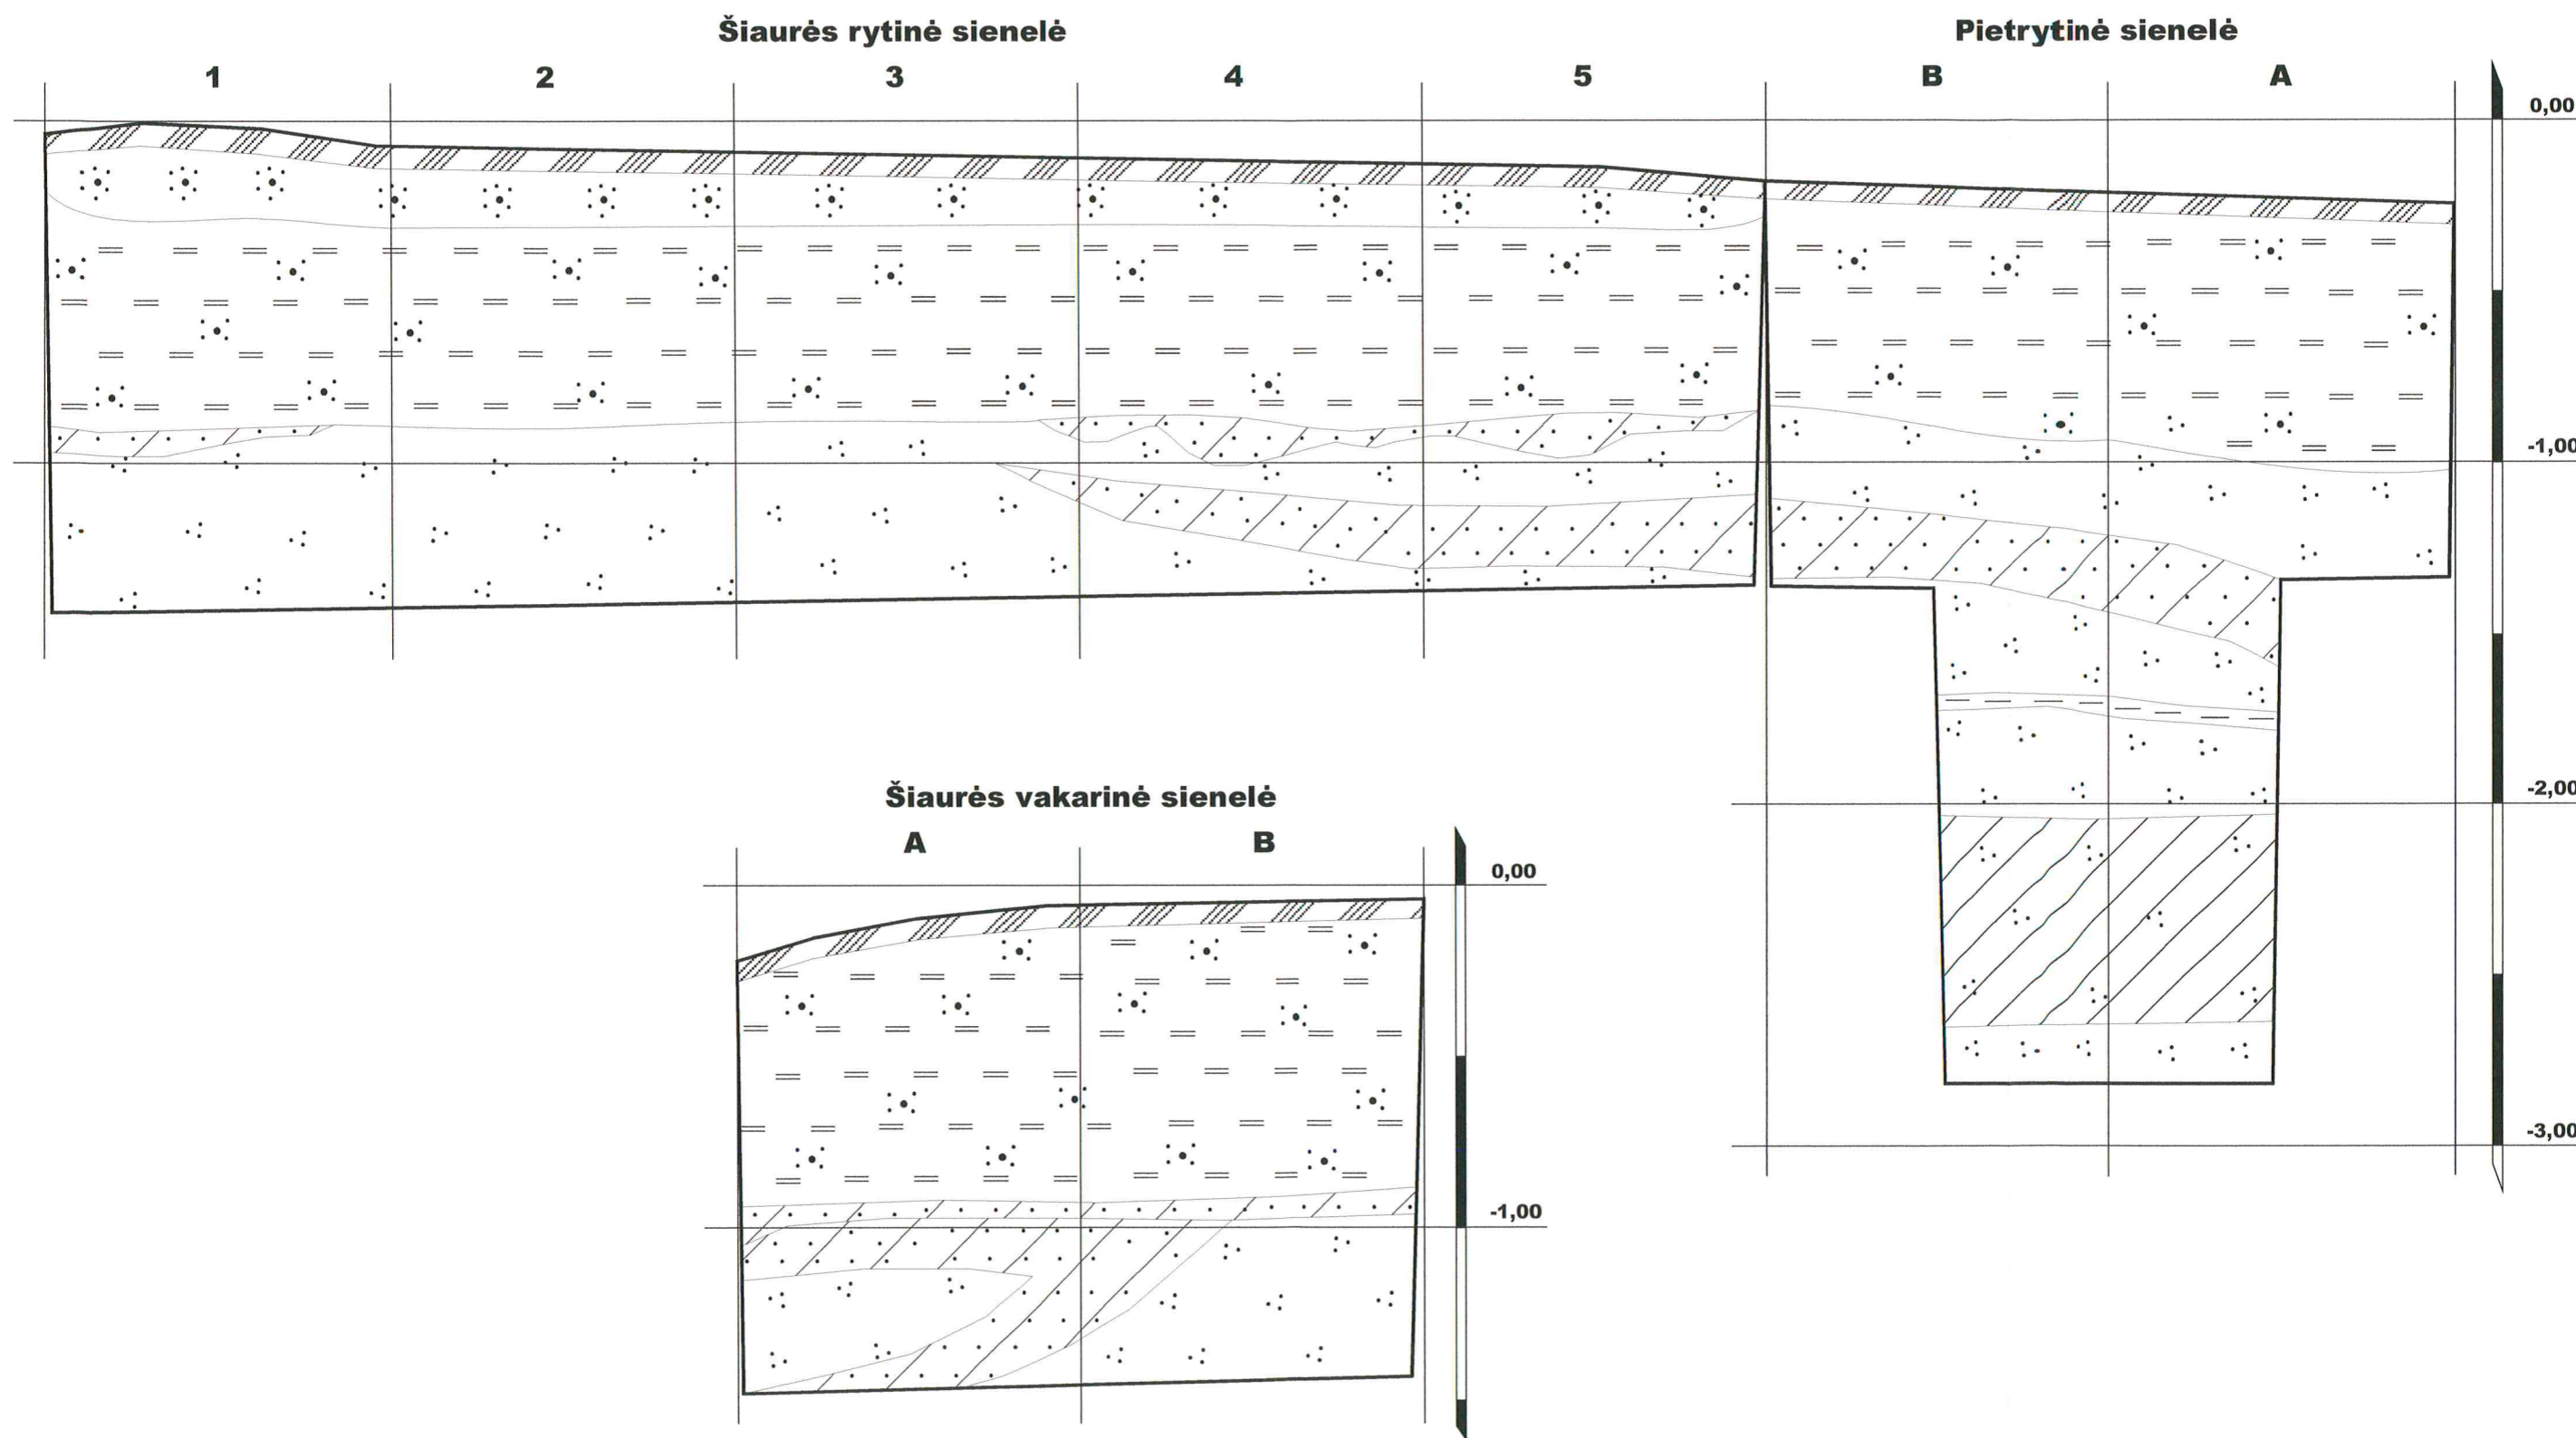 Šiaurės rytinė sienelė
Pietrytinė sienelė
1 2 3 4 5 B A
0,00
-1,00
-2,00
-3,00
Šiaurės vakarinė sienelė
A B
0,00
-1,00